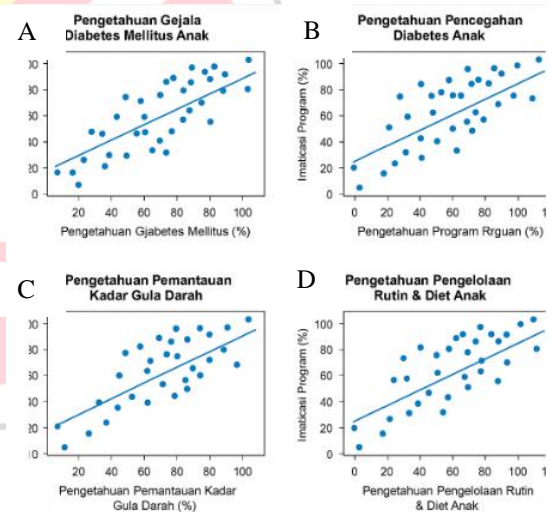 A
Pengetahuan Gejala
Diabetes Mellitus Anak
80
60
40
20
0
20 40 60 80 100
Pengetahuan Gjabetes Mellitus (%)
B
Pengetahuan Pencegahan
Diabetes Anak
Imaticasi Program (%)
100
80
60
40
20
0
0 20 40 60 80 100
Pengetahuan Program Rrguan (%)
C
Pengetahuan Pemantauan
Kadar Gula Darah
80
60
40
20
20 40 60 80 100
Pengetahuan Pemantauan Kadar
Gula Darah (%)
D
Pengetahuan Pengelolaan
Rutin & Diet Anak
Imaticasi Program (%)
100
80
60
40
20
0
0 20 40 60 80 100
Pengetahuan Pengelolaan Rutin
& Diet Anak